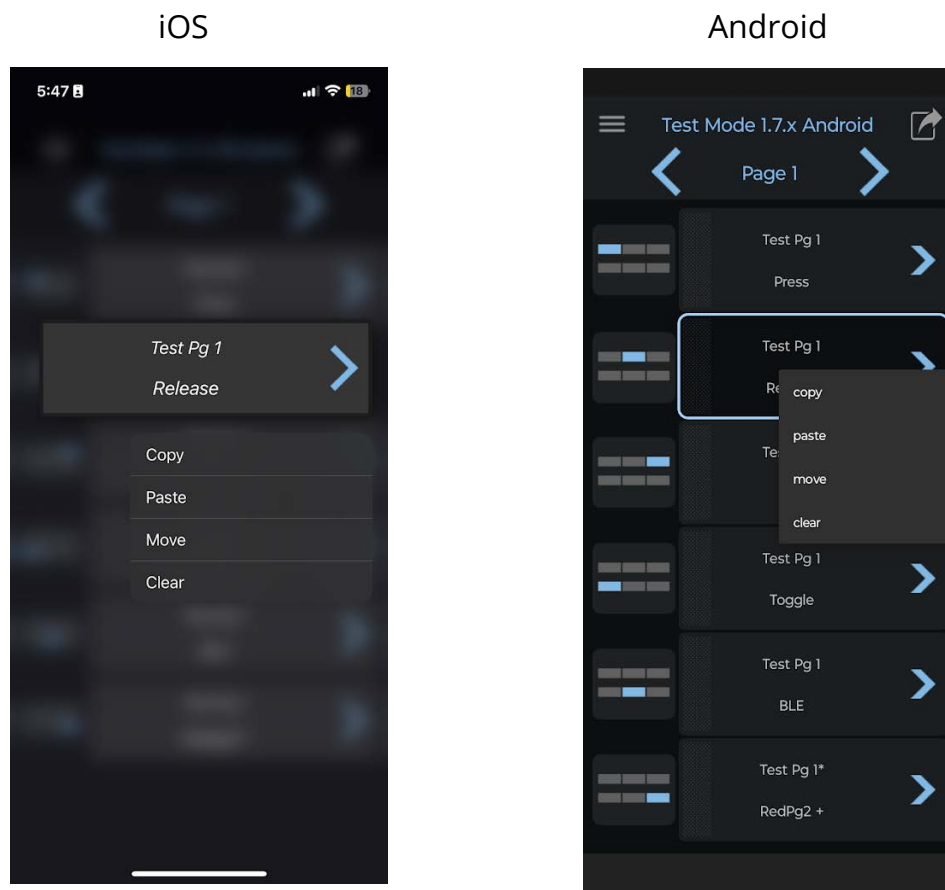 iOS
Android
5:47
18
Test Pg 1
Release
Copy
Paste
Move
Clear
Test Mode 1.7.x Android
Page 1
Test Pg 1
Press
Test Pg 1
Re
copy
paste
move
clear
Te
Test Pg 1
Toggle
Test Pg 1
BLE
Test Pg 1*
RedPg2 +